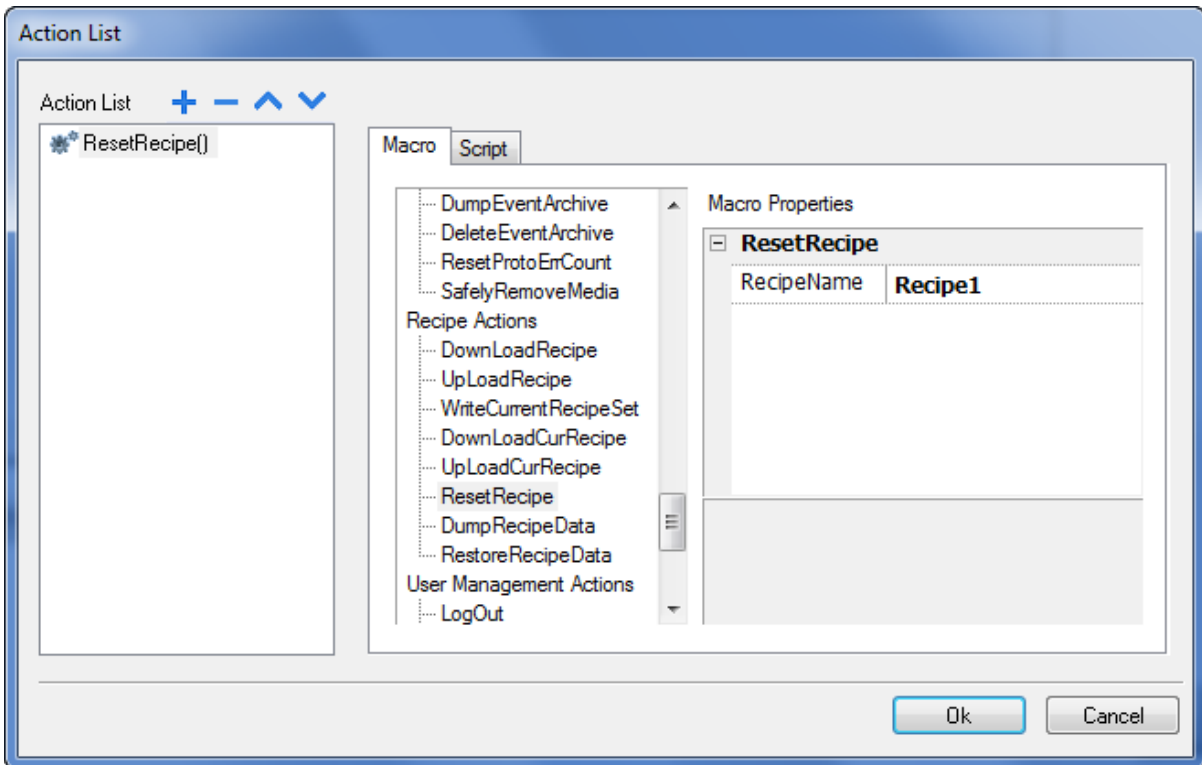 Action List
Action List
ResetRecipe()
Macro
Script
DumpEventArchive
DeleteEventArchive
ResetProtoErrCount
SafelyRemoveMedia
Recipe Actions
DownLoadRecipe
UpLoadRecipe
WriteCurrentRecipeSet
DownLoadCurRecipe
UpLoadCurRecipe
ResetRecipe
DumpRecipeData
RestoreRecipeData
User Management Actions
LogOut
Macro Properties
ResetRecipe
RecipeName Recipe1
Ok Cancel